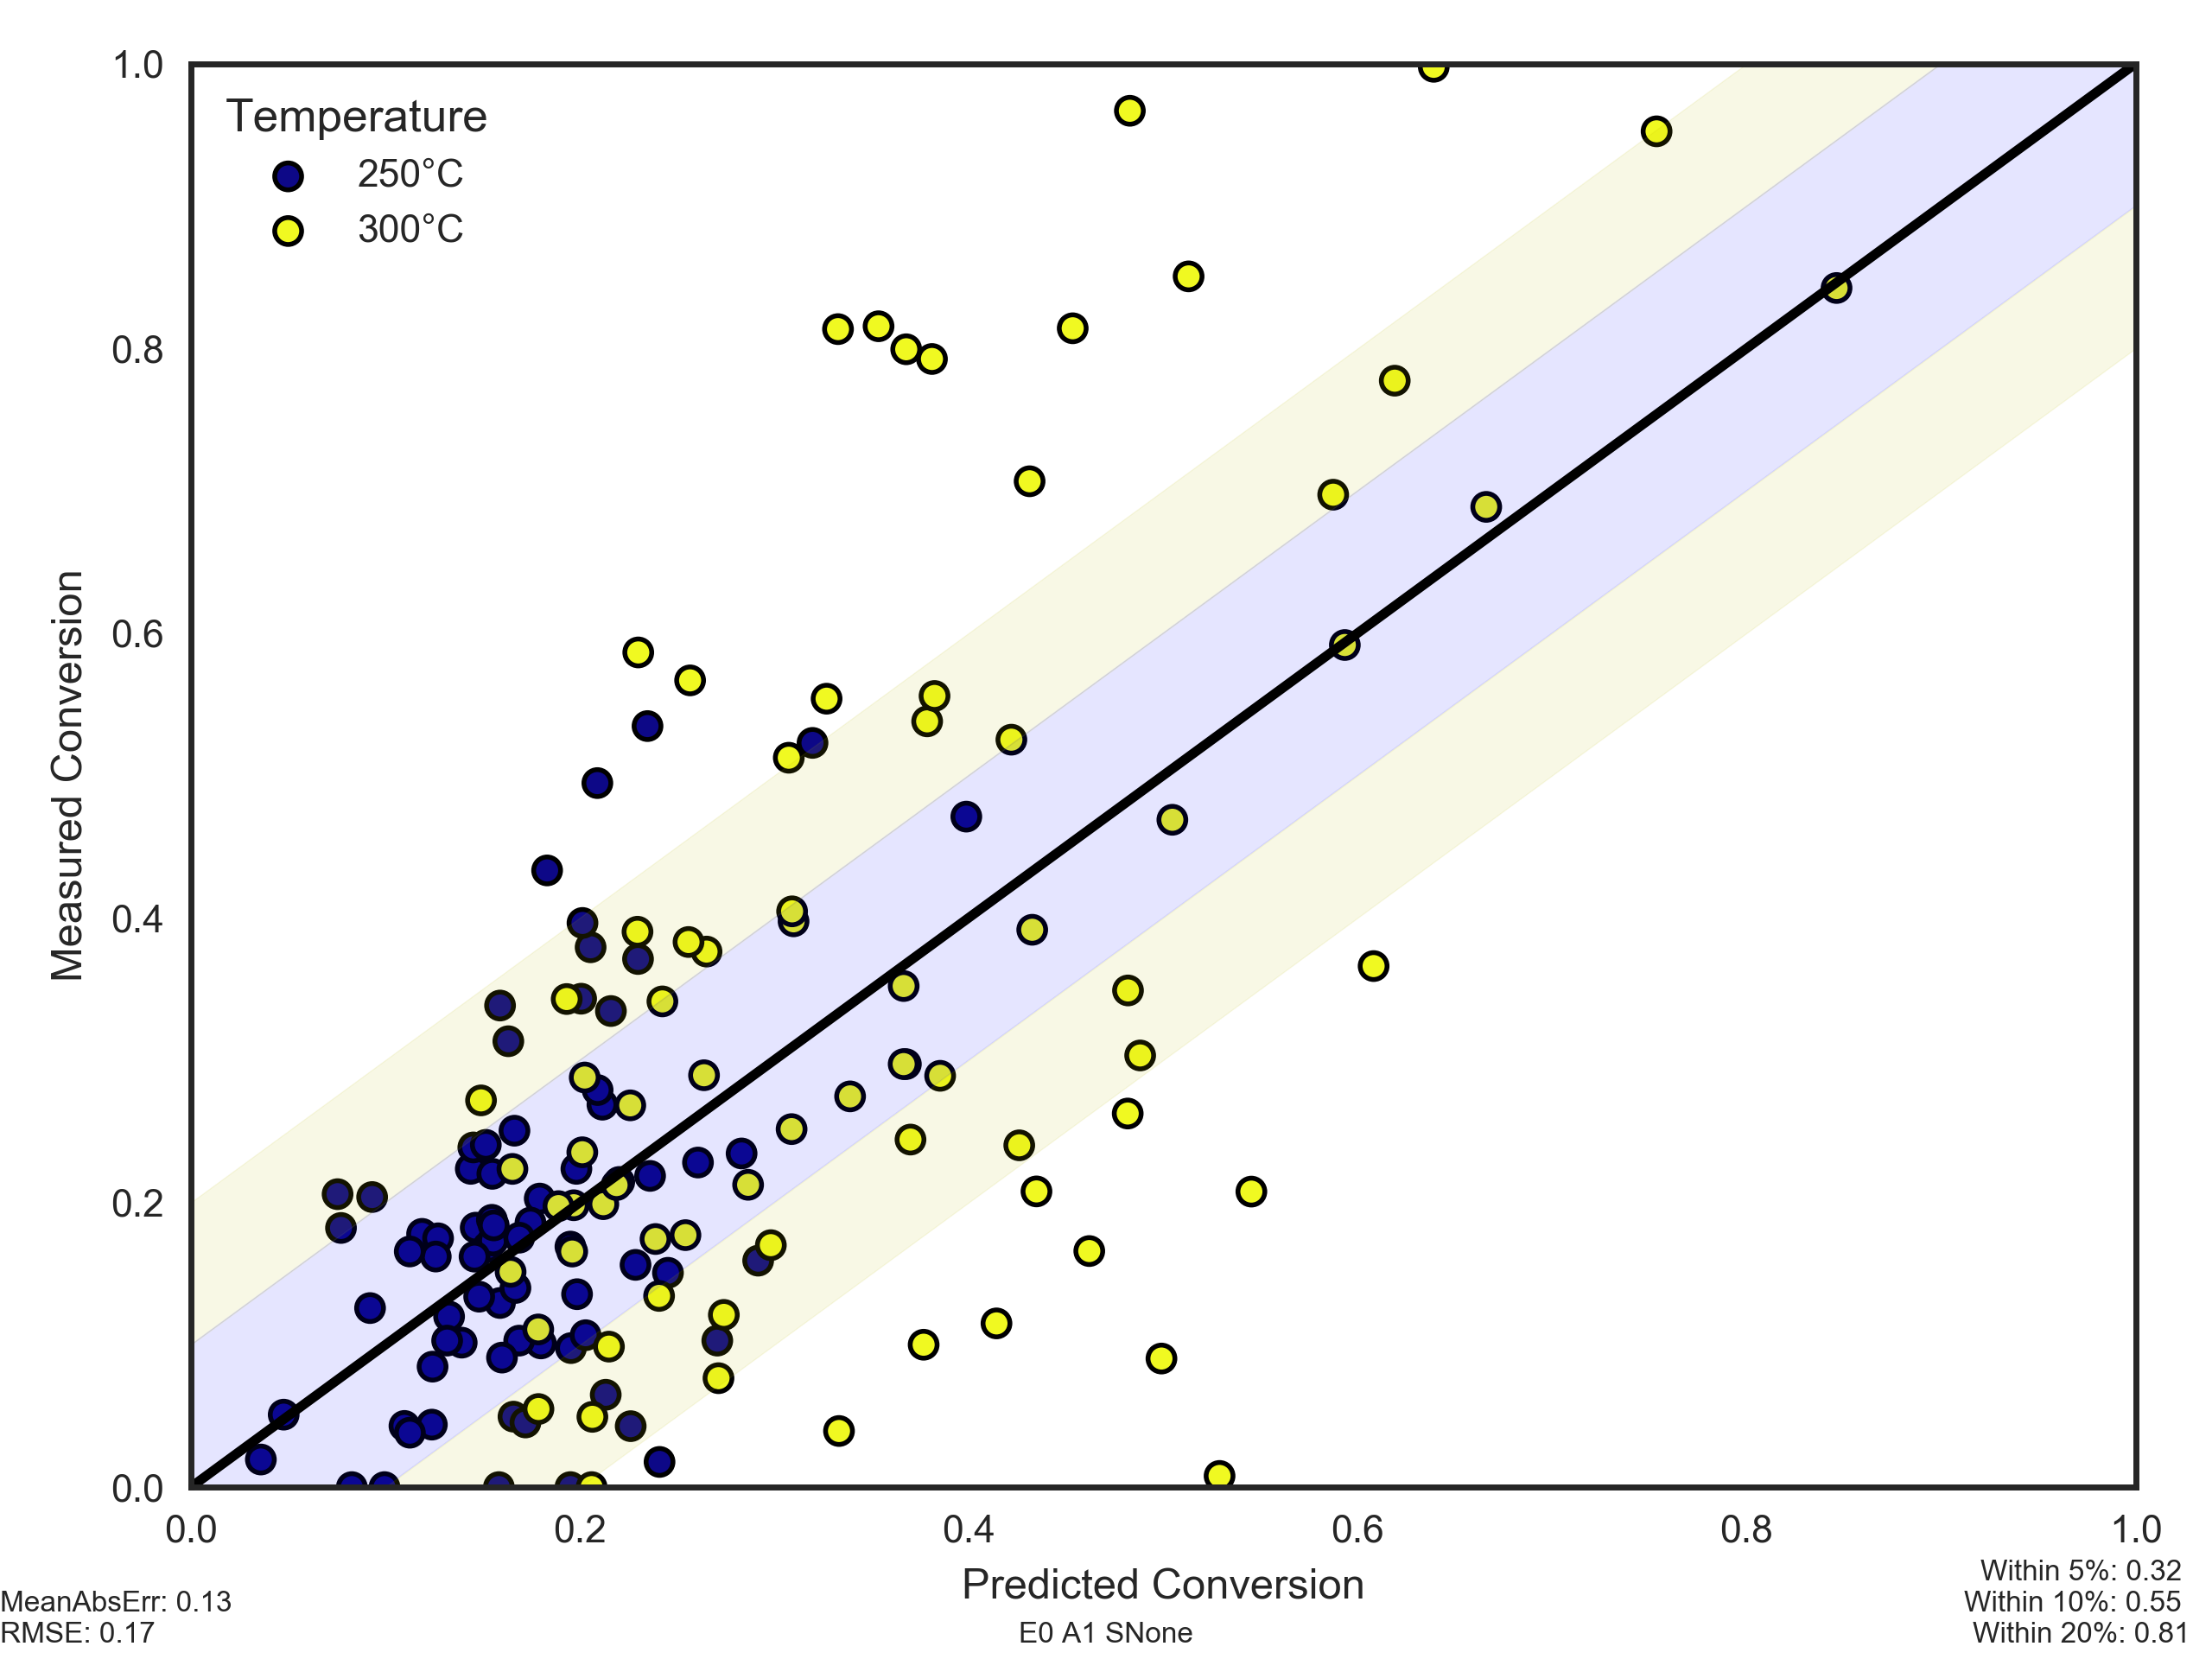 Temperature
250°C
300°C
1.0
0.8
0.6
0.4
0.2
0.0
Measured Conversion
0.0 0.2 0.4 0.6 0.8 1.0
Predicted Conversion
E0 A1 SNone
MeanAbsErr: 0.13
RMSE: 0.17
Within 5%: 0.32
Within 10%: 0.55
Within 20%: 0.81